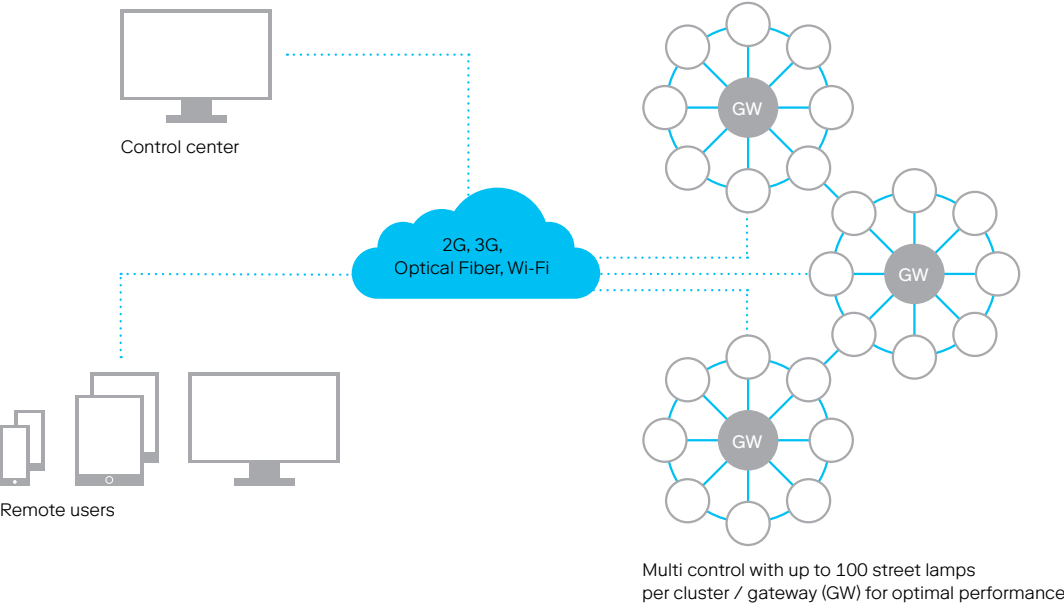 Control center
2G, 3G,
Optical Fiber, Wi-Fi
Remote users
GW
GW
GW
Multi control with up to 100 street lamps
per cluster / gateway (GW) for optimal performance